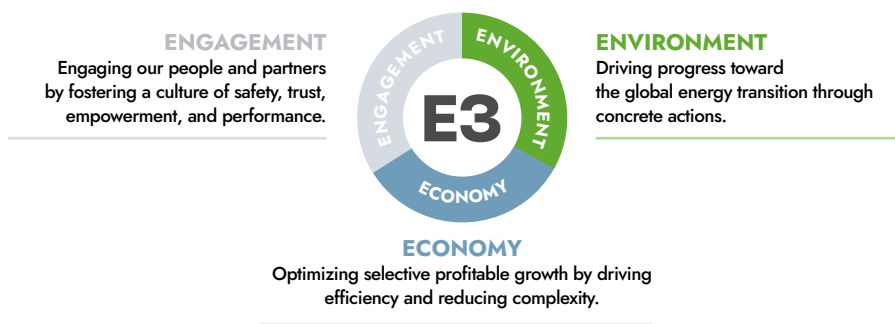 ENGAGEMENT
Engaging our people and partners
by fostering a culture of safety, trust,
empowerment, and performance.
ENGAGEMENT
ENVIRONMENT
ECONOMY
E3
ENVIRONMENT
Driving progress toward
the global energy transition through
concrete actions.
ECONOMY
Optimizing selective profitable growth by driving
efficiency and reducing complexity.